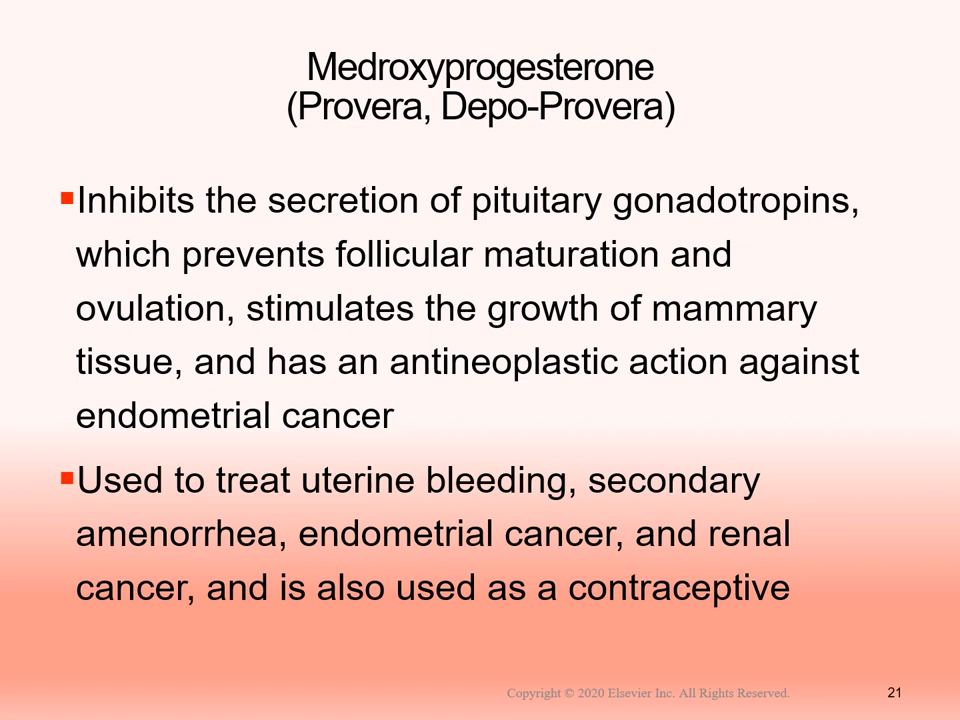 Medroxyprogesterone
(Provera, Depo-Provera)
▪Inhibits the secretion of pituitary gonadotropins,
which prevents follicular maturation and
ovulation, stimulates the growth of mammary
tissue, and has an antineoplastic action against
endometrial cancer
▪Used to treat uterine bleeding, secondary
amenorrhea, endometrial cancer, and renal
cancer, and is also used as a contraceptive
Copyright © 2020 Elsevier Inc. All Rights Reserved.
21